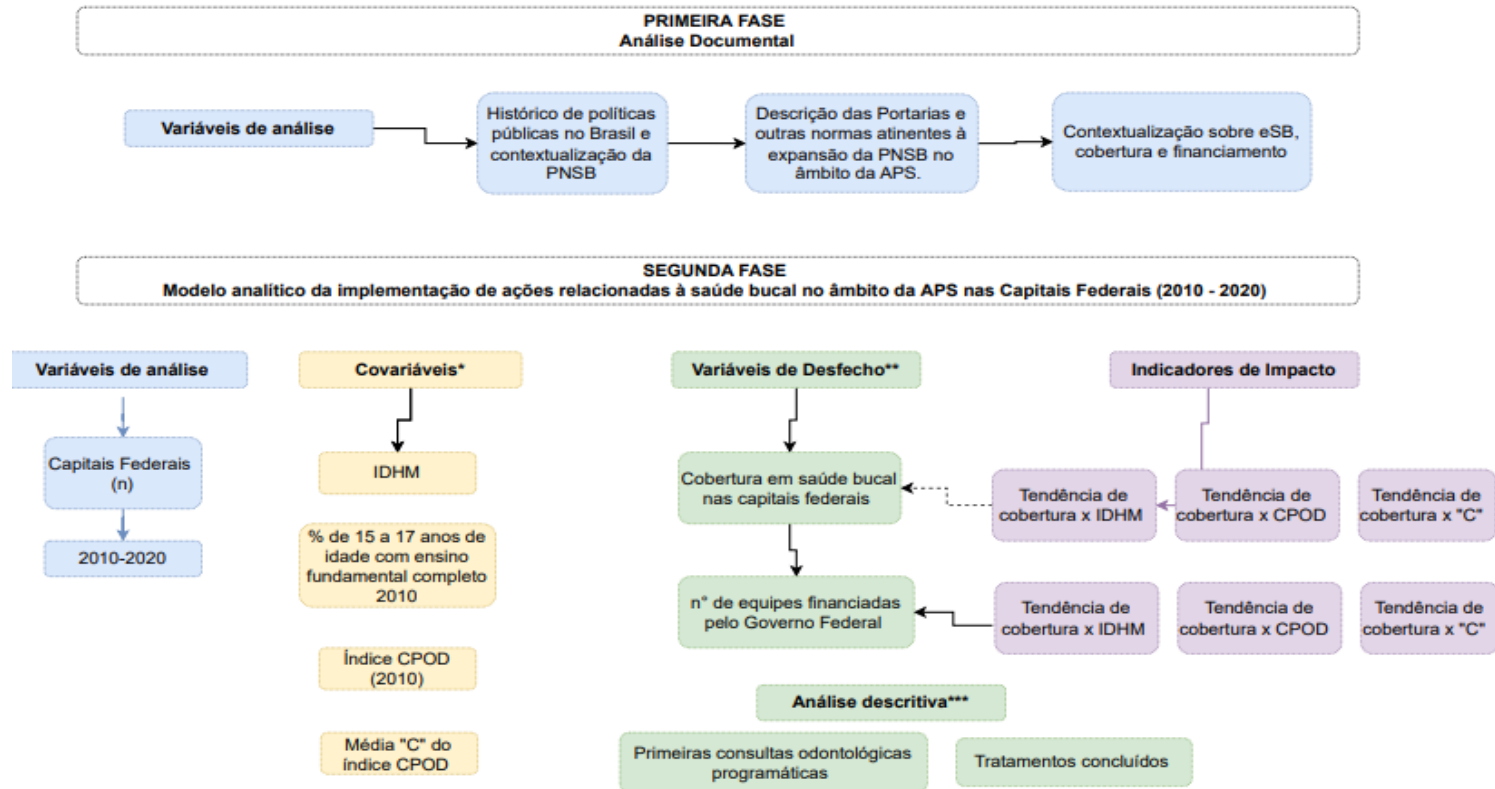 PRIMEIRA FASE
Análise Documental
Variáveis de análise
Histórico de políticas
públicas no Brasil e
contextualização da
PNSB
Descrição das Portarias e
outras normas atinentes à
expansão da PNSB no
âmbito da APS.
Contextualização sobre eSB,
cobertura e financiamento
SEGUNDA FASE
Modelo analítico da implementação de ações relacionadas à saúde bucal no âmbito da APS nas Capitais Federais (2010 - 2020)
Variáveis de análise
Capitais Federais
(n)
2010-2020
Covariáveis*
IDHM
% de 15 a 17 anos de
idade com ensino
fundamental completo
2010
Índice CPOD
(2010)
Média "C" do
índice CPOD
Variáveis de Desfecho**
Cobertura em saúde bucal
nas capitais federais
n° de equipes financiadas
pelo Governo Federal
Indicadores de Impacto
Tendência de
cobertura x IDHM
Tendência de
cobertura x CPOD
Tendência de
cobertura x "C"
Tendência de
cobertura x IDHM
Tendência de
cobertura x CPOD
Tendência de
cobertura x "C"
Análise descritiva***
Primeiras consultas odontológicas
programáticas
Tratamentos concluídos